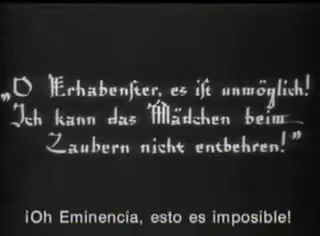 „O Erhabenſter, es iſt unmöglich!
Ich kann das Mädchen beim
Zaubern nicht entbehren!”
¡Oh Eminencia, esto es imposible!